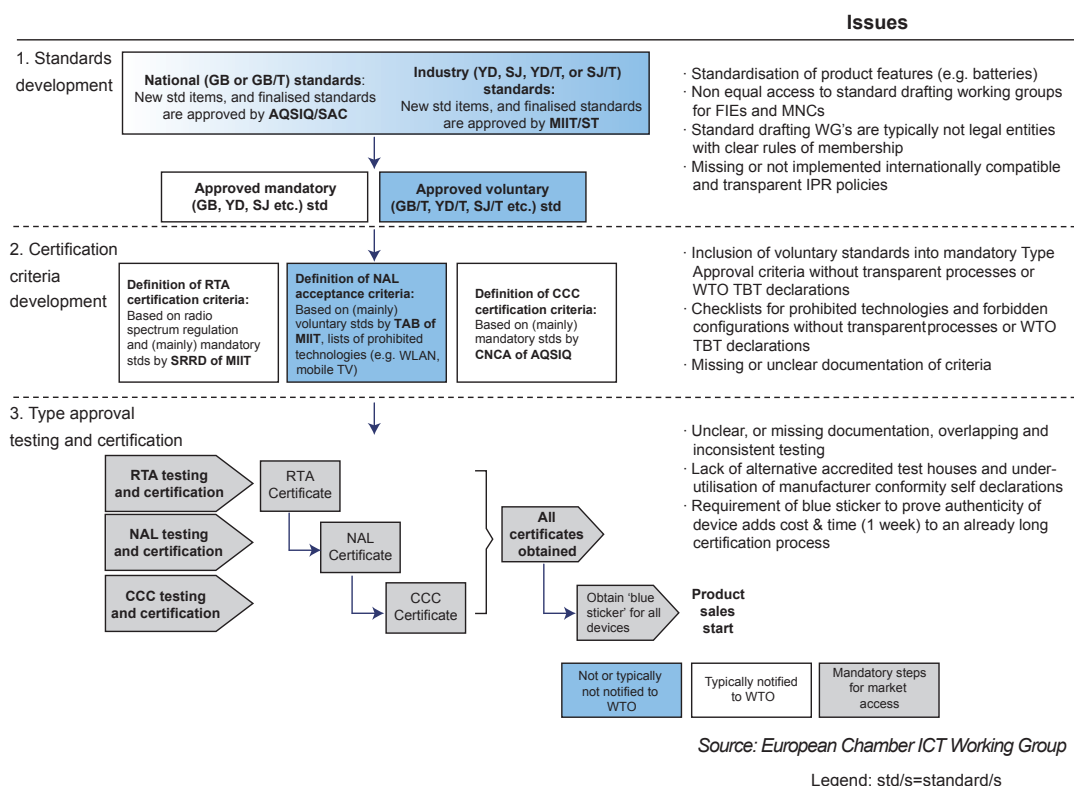 Issues
1. Standards
development
National (GB or GB/T) standards:
New std items, and finalised standards
are approved by AQSIQ/SAC
Industry (YD, SJ, YD/T, or SJ/T)
standards:
New std items, and finalised standards
are approved by MIIT/ST
· Standardisation of product features (e.g. batteries)
· Non equal access to standard drafting working groups
for FIEs and MNCs
· Standard drafting WG's are typically not legal entities
with clear rules of membership
· Missing or not implemented internationally compatible
and transparent IPR policies
Approved mandatory
(GB, YD, SJ etc.) std
Approved voluntary
(GB/T, YD/T, SJ/T etc.) std
2. Certification
criteria
development
Definition of RTA
certification criteria:
Based on radio
spectrum regulation
and (mainly) mandatory
stds by SRRD of MIIT
Definition of NAL
acceptance criteria:
Based on (mainly)
voluntary stds by TAB of
MIIT, lists of prohibited
technologies (e.g. WLAN,
mobile TV)
Definition of CCC
certification criteria:
Based on (mainly)
mandatory stds by
CNCA of AQSIQ
· Inclusion of voluntary standards into mandatory Type
Approval criteria without transparent processes or
WTO TBT declarations
· Checklists for prohibited technologies and forbidden
configurations without transparent processes or WTO
TBT declarations
· Missing or unclear documentation of criteria
3. Type approval
testing and certification
RTA testing
and certification
RTA
Certificate
NAL testing
and certification
NAL
Certificate
CCC testing
and certification
CCC
Certificate
All
certificates
obtained
Obtain 'blue
sticker' for all
devices
Product
sales
start
· Unclear, or missing documentation, overlapping and
inconsistent testing
· Lack of alternative accredited test houses and under-
utilisation of manufacturer conformity self declarations
· Requirement of blue sticker to prove authenticity of
device adds cost & time (1 week) to an already long
certification process
Not or typically
not notified to
WTO
Typically notified
to WTO
Mandatory steps
for market
access
Source: European Chamber ICT Working Group
Legend: std/s=standard/s